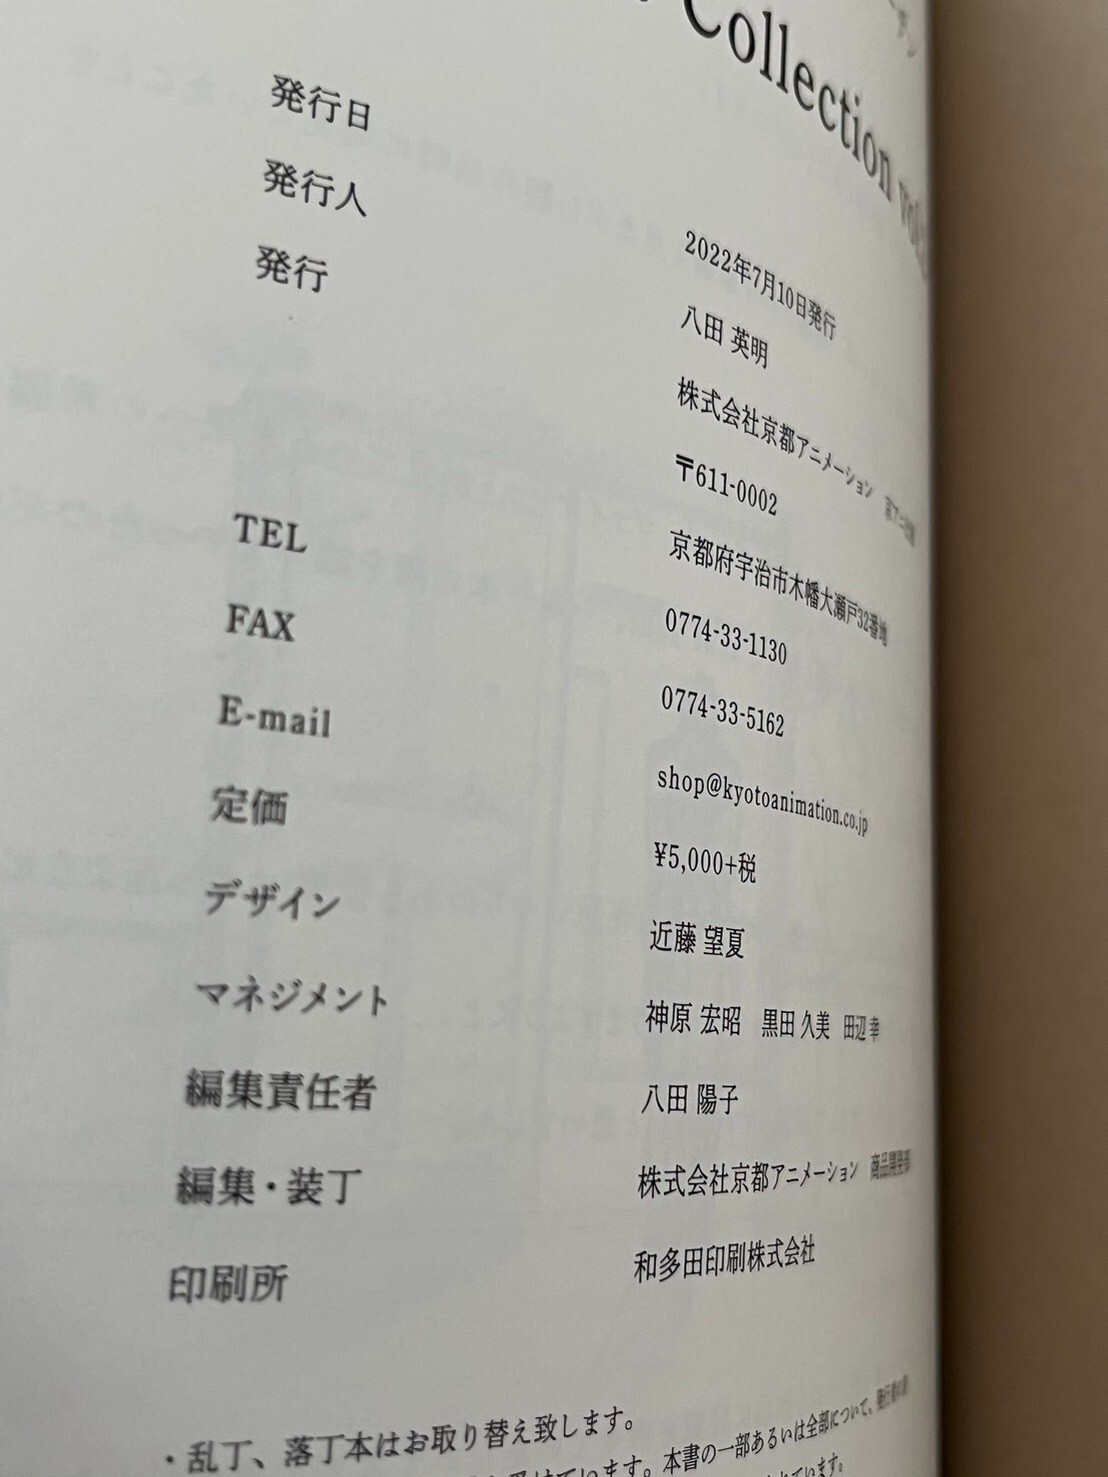 Collection
発行日 2022年7月10日発行
発行人 八田 英明
発行 株式会社京都アニメーション
〒611-0002
京都府宇治市木幡大瀬戸32番地
TEL 0774-33-1130
FAX 0774-33-5162
E-mail shop@kyotoanimation.co.jp
定価 ¥5,000+税
デザイン 近藤 望夏
マネジメント 神原 宏昭 黒田 久美 田辺 幸
編集責任者 八田 陽子
編集・装丁 株式会社京都アニメーション 商品開発部
印刷所 和多田印刷株式会社
・乱丁、落丁本はお取り替え致します。
本書の一部あるいは全部について、